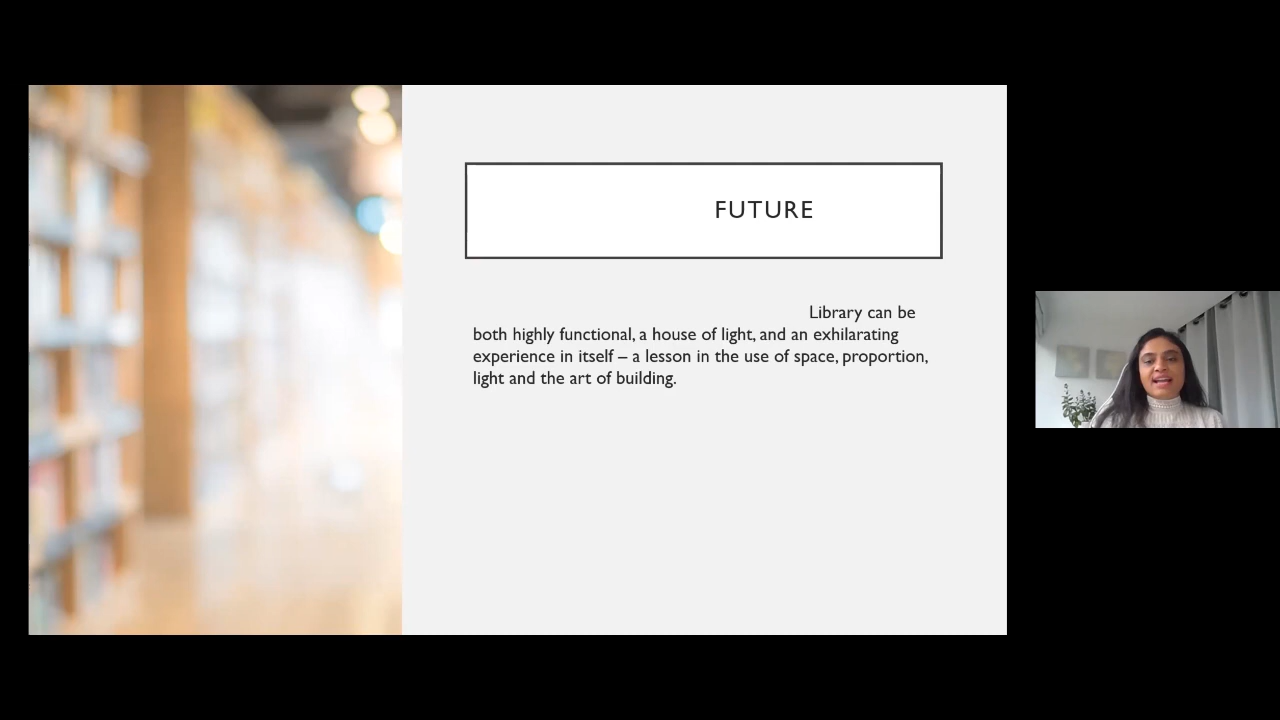 FUTURE
Library can be
both highly functional, a house of light, and an exhilarating
experience in itself – a lesson in the use of space, proportion,
light and the art of building.